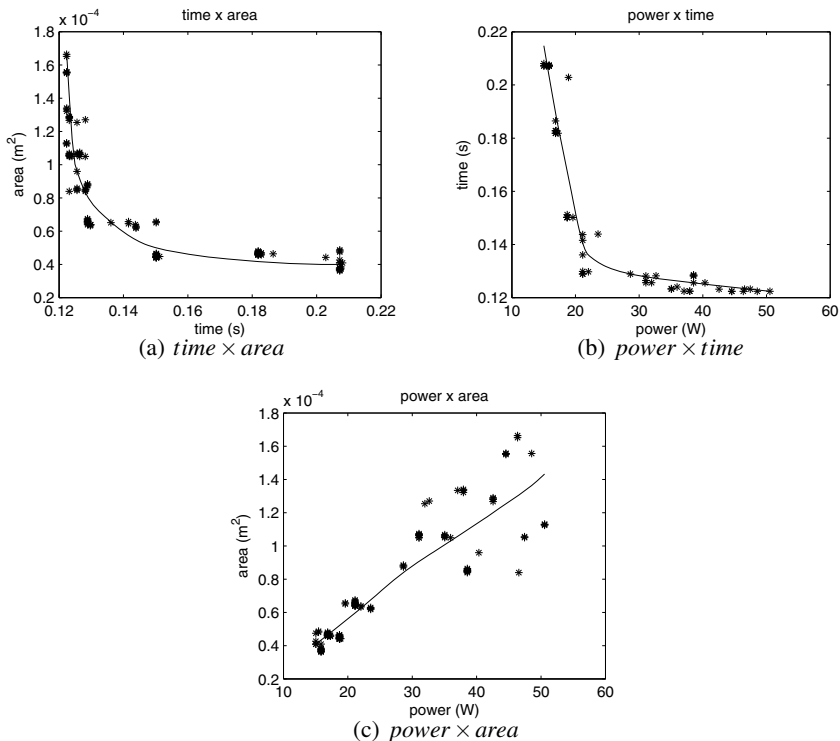 time x area
x 10⁻⁴
1.8
1.6
1.4
1.2
1
0.8
0.6
0.4
0.2
area (m²)
0.12 0.14 0.16 0.18 0.2 0.22
time (s)
(a) time × area
power x time
0.22
0.2
0.18
0.16
0.14
0.12
time (s)
10 20 30 40 50 60
power (W)
(b) power × time
power x area
x 10⁻⁴
1.8
1.6
1.4
1.2
1
0.8
0.6
0.4
0.2
area (m²)
10 20 30 40 50 60
power (W)
(c) power × area